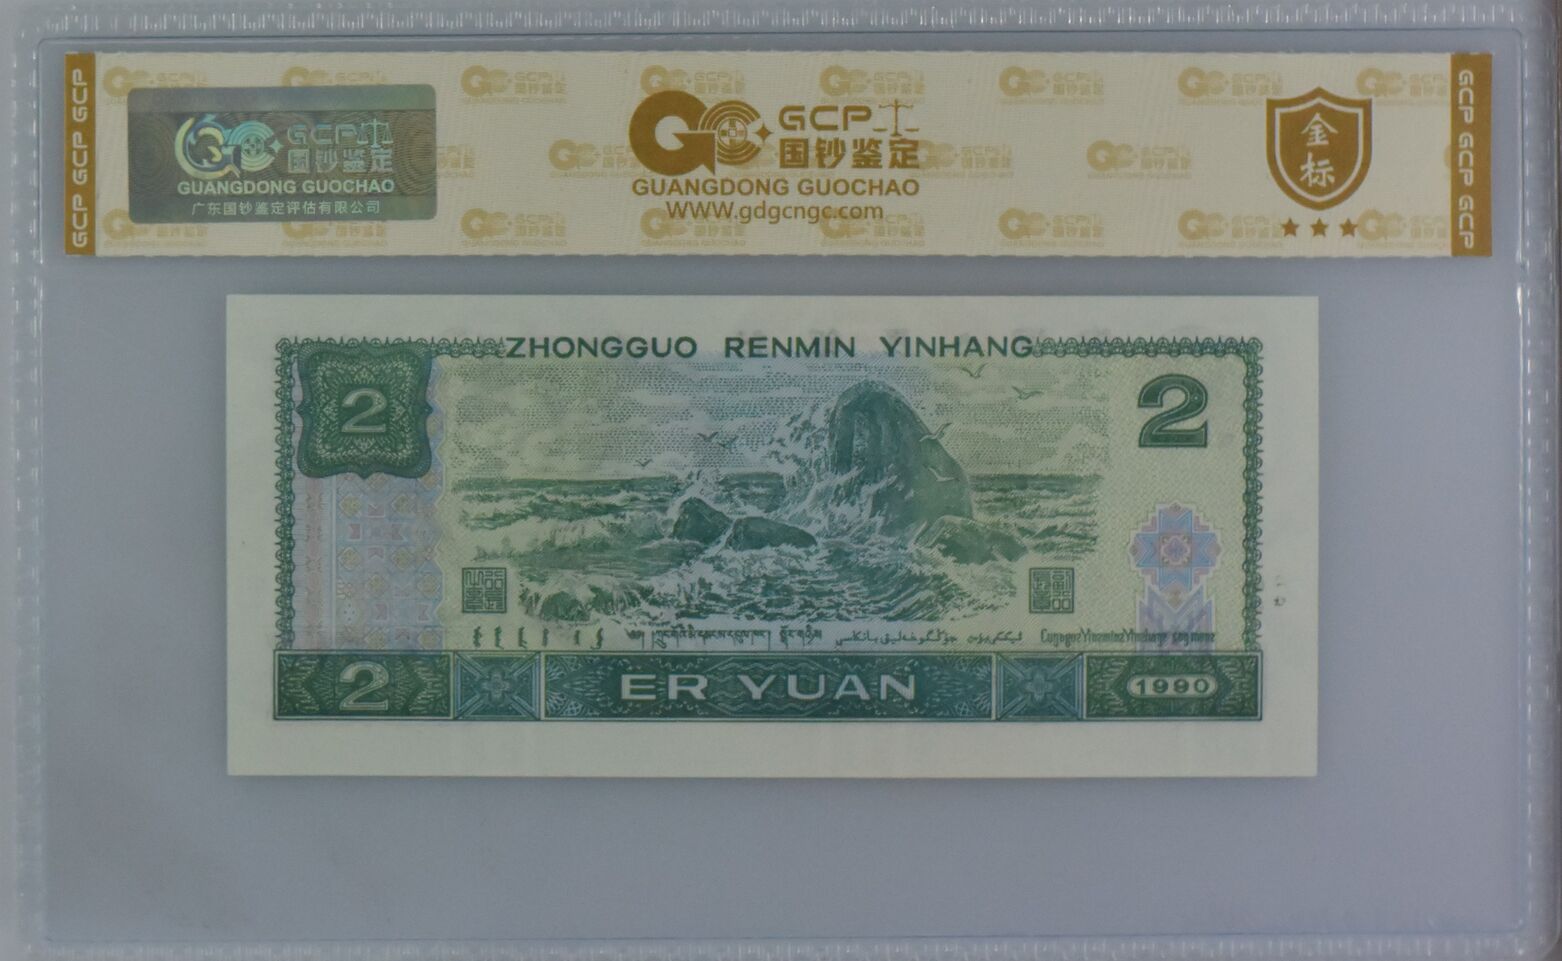 GCP GCP GCP
GCP
国钞鉴定
GUANGDONG GUOCHAO
广东国钞鉴定评估有限公司
GCP
国钞鉴定
GUANGDONG GUOCHAO
WWW.gdgcngc.com
金标
GCP GCP GCP
ZHONGGUO RENMIN YINHANG
2
2
2 ER YUAN 1990